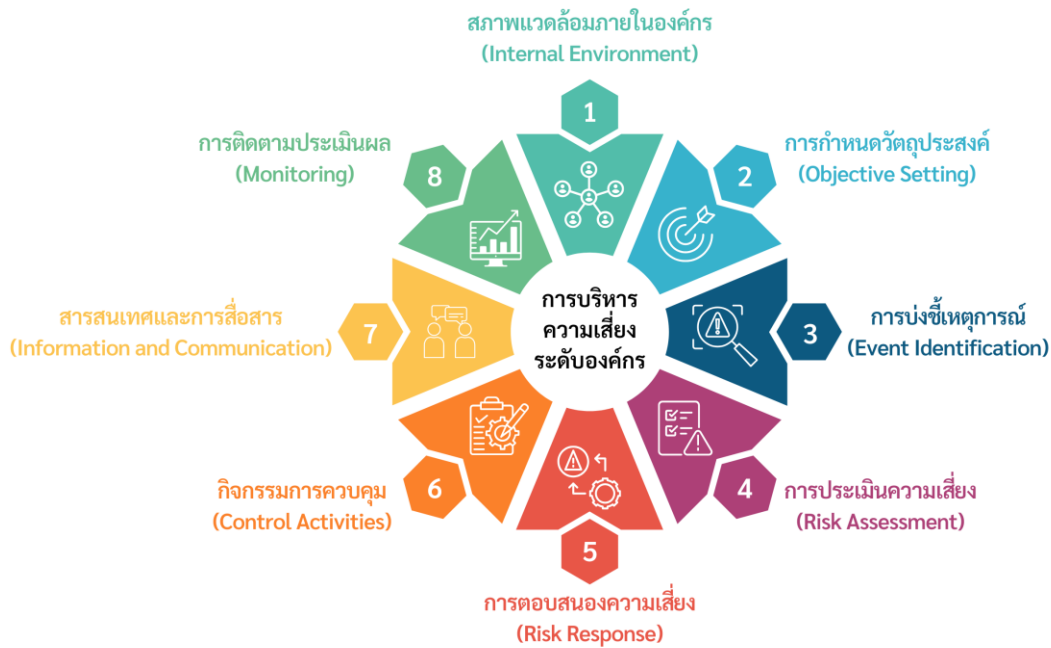 สภาพแวดล้อมภายในองค์กร
(Internal Environment)
1
การกำหนดวัตถุประสงค์
(Objective Setting)
2
การบ่งชี้เหตุการณ์
(Event Identification)
3
การประเมินความเสี่ยง
(Risk Assessment)
4
5
การตอบสนองความเสี่ยง
(Risk Response)
กิจกรรมการควบคุม
(Control Activities)
6
สารสนเทศและการสื่อสาร
(Information and Communication)
7
การติดตามประเมินผล
(Monitoring)
8
การบริหาร
ความเสี่ยง
ระดับองค์กร